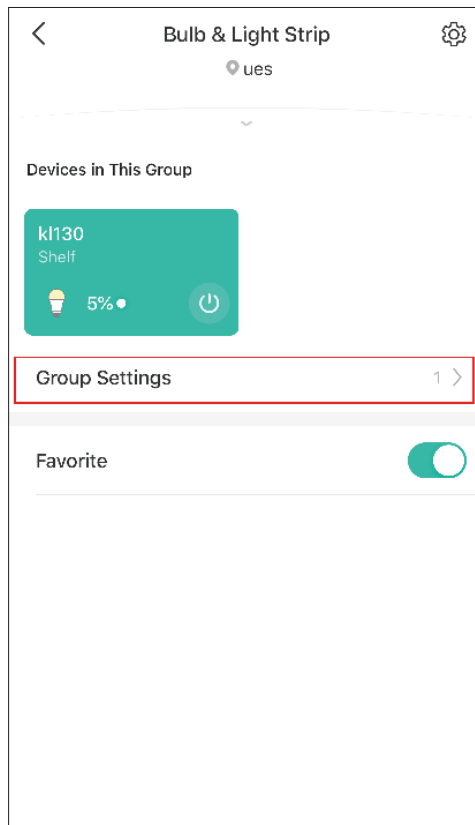 Bulb & Light Strip
ues
Devices in This Group
kl130
Shelf
5%
Group Settings
1
Favorite